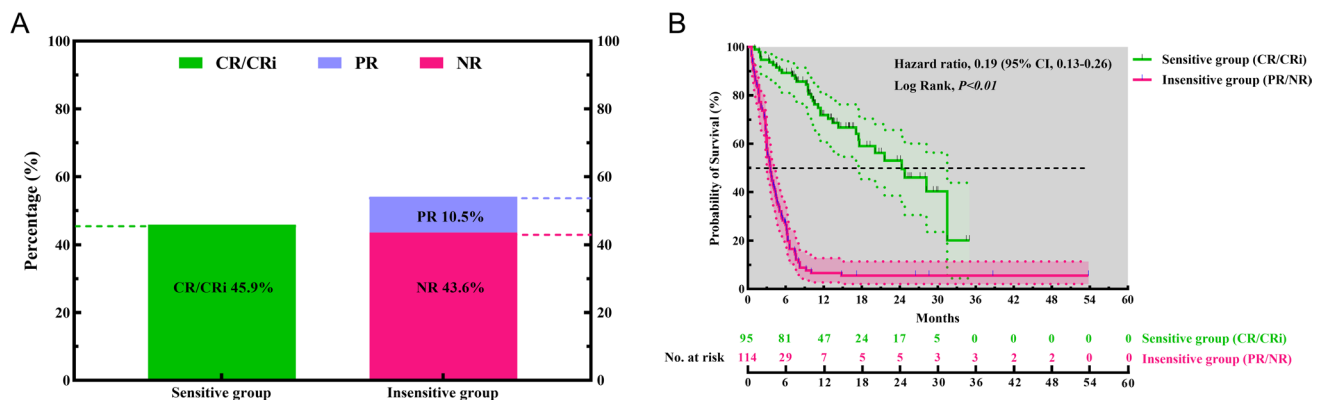 A
CR/CRi PR NR
100 100
80 80
60 60
40 40
20 20
0 0
Percentage (%)
PR 10.5%
CR/CRi 45.9%
NR 43.6%
Sensitive group Insensitive group
B
100
80
60
40
20
0
Probability of Survival (%)
Hazard ratio, 0.19 (95% CI, 0.13-0.26)
Log Rank, P<0.01
Sensitive group (CR/CRi)
Insensitive group (PR/NR)
0 6 12 18 24 30 36 42 48 54 60
Months
95 81 47 24 17 5 0 0 0 0 0 Sensitive group (CR/CRi)
No. at risk 114 29 7 5 5 3 3 2 2 0 0 Insensitive group (PR/NR)
0 6 12 18 24 30 36 42 48 54 60